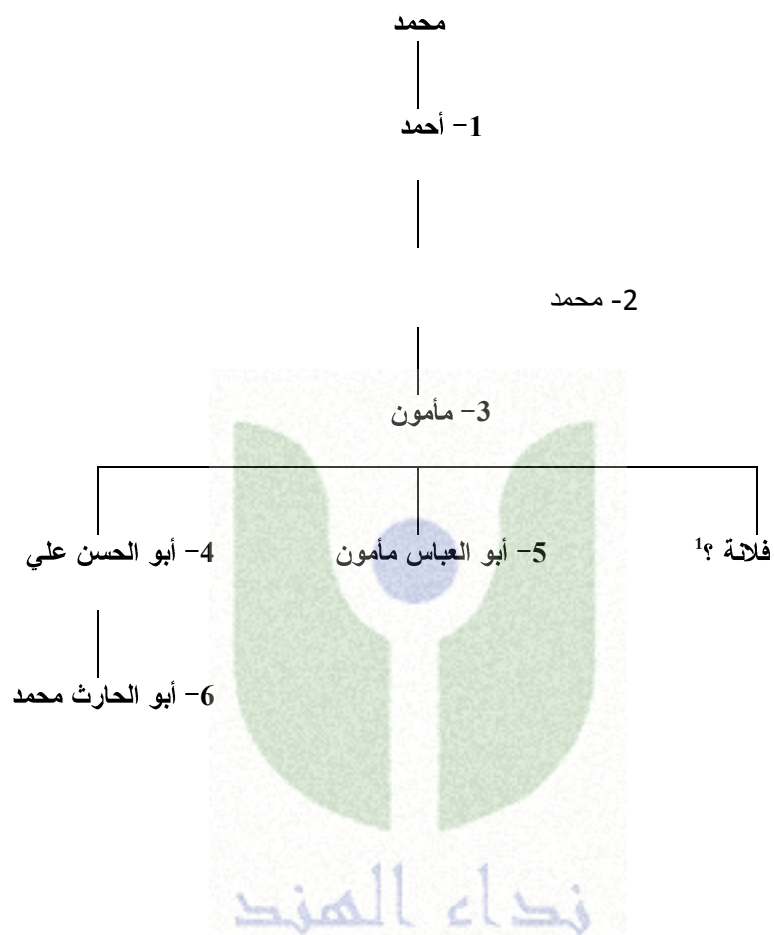 محمد
1- أحمد
2- محمد
3- مأمون
فلانة ؟1
5- أبو العباس مأمون
4- أبو الحسن علي
6- أبو الحارث محمد
نداء الهند